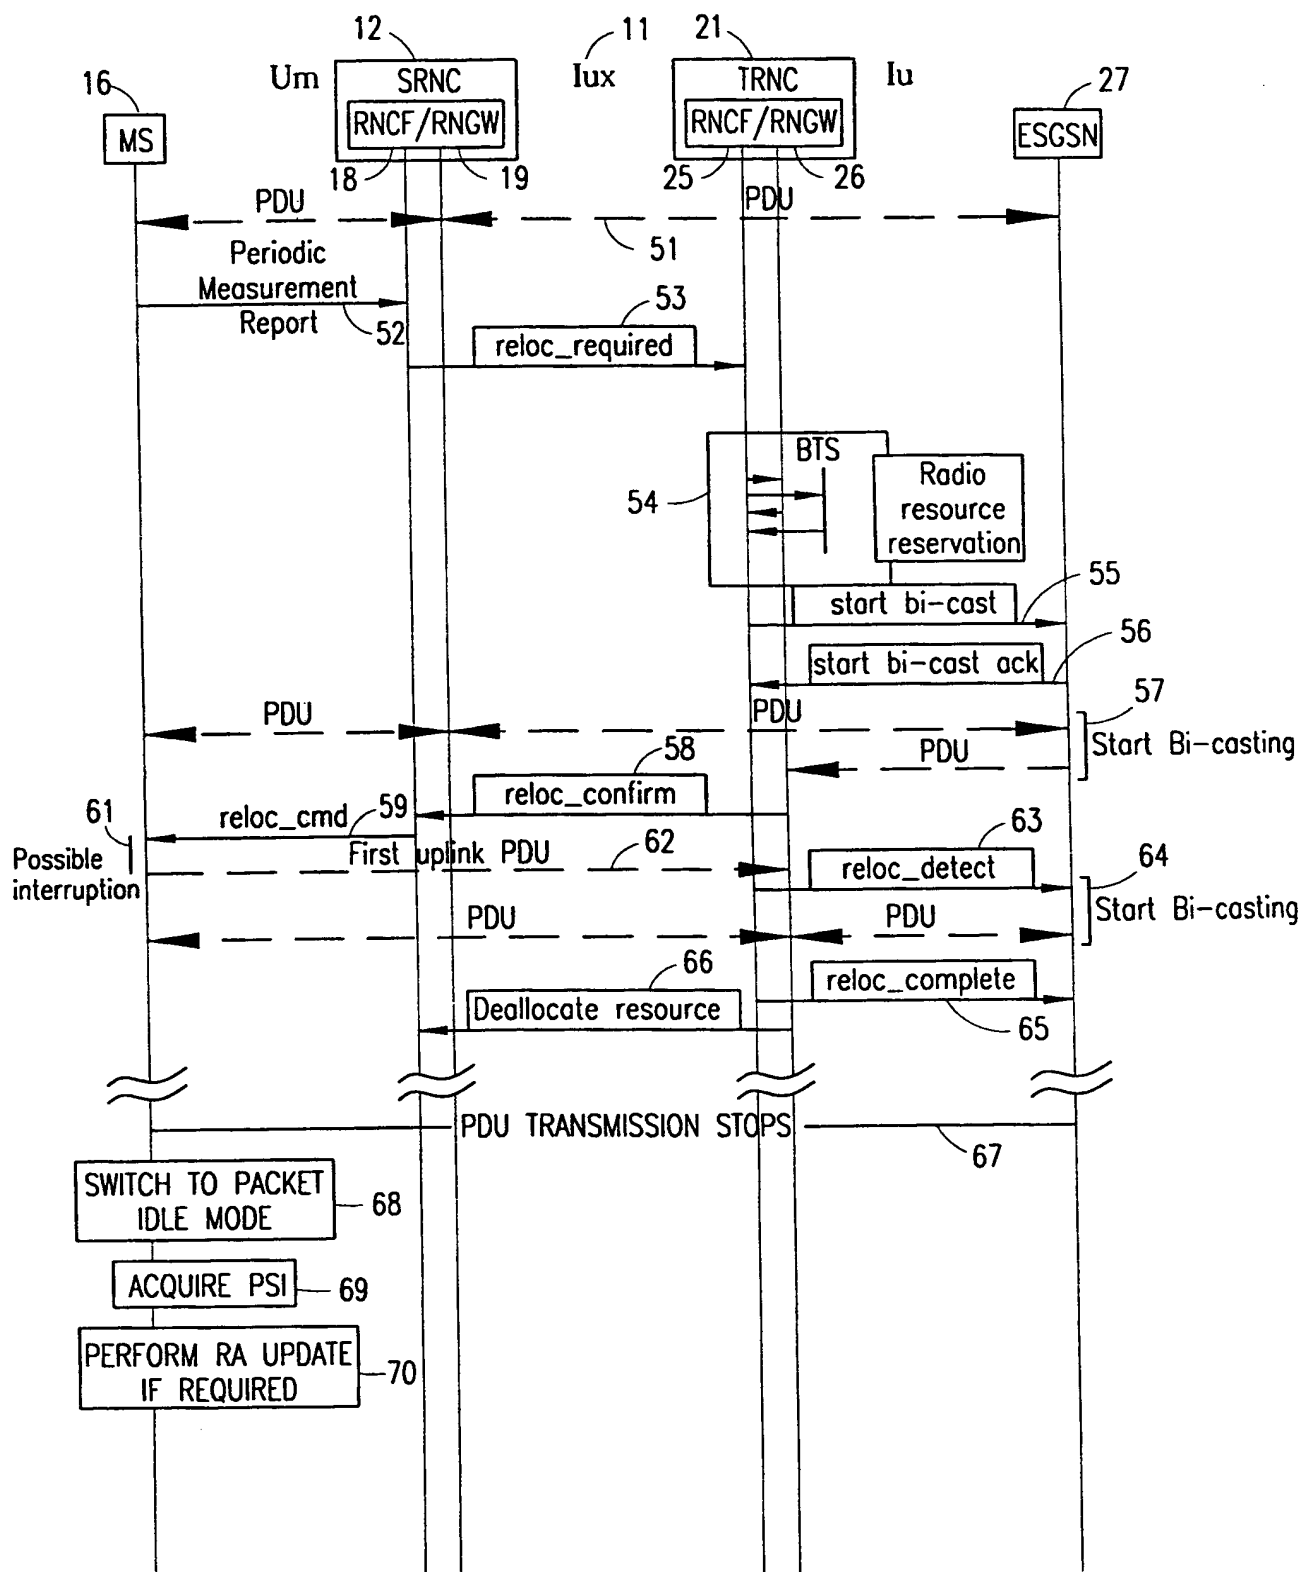 12
11
21
Um
SRNC
Iux
TRNC
Iu
16
27
MS
RNCF/RNGW
RNCF/RNGW
ESGSN
18
19
25
26
PDU
PDU
51
Periodic
Measurement
Report
52
53
reloc_required
BTS
54
Radio
resource
reservation
55
start bi-cast
56
start bi-cast ack
57
PDU
PDU
Start Bi-casting
PDU
58
reloc_confirm
61
reloc_cmd
59
63
Possible
interruption
First uplink PDU
62
reloc_detect
64
Start Bi-casting
PDU
PDU
66
reloc_complete
Deallocate resource
65
PDU TRANSMISSION STOPS
67
SWITCH TO PACKET
IDLE MODE
68
ACQUIRE PSI
69
PERFORM RA UPDATE
IF REQUIRED
70